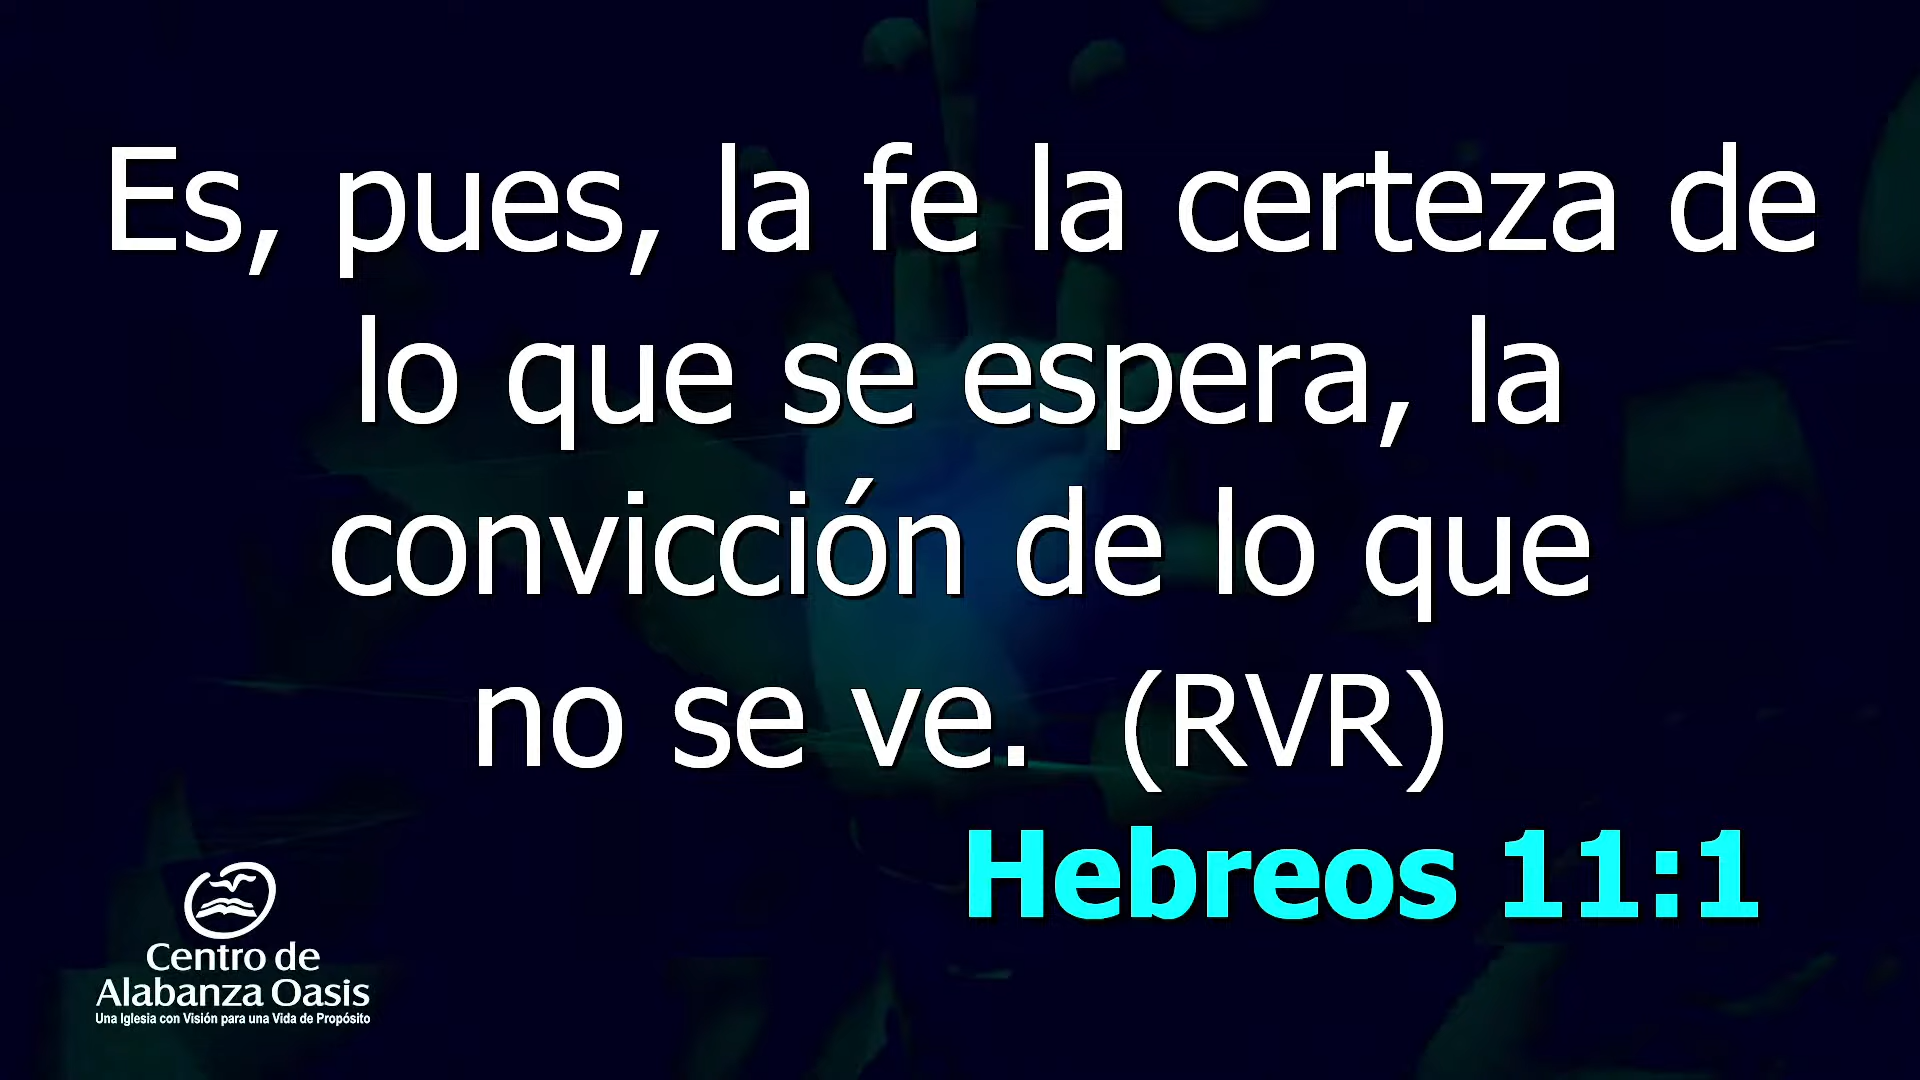 Es, pues, la fe la certeza de
lo que se espera, la
convicción de lo que
no se ve.  (RVR)
Hebreos 11:1
Centro de
Alabanza Oasis
Una Iglesia con Visión para una Vida de Propósito